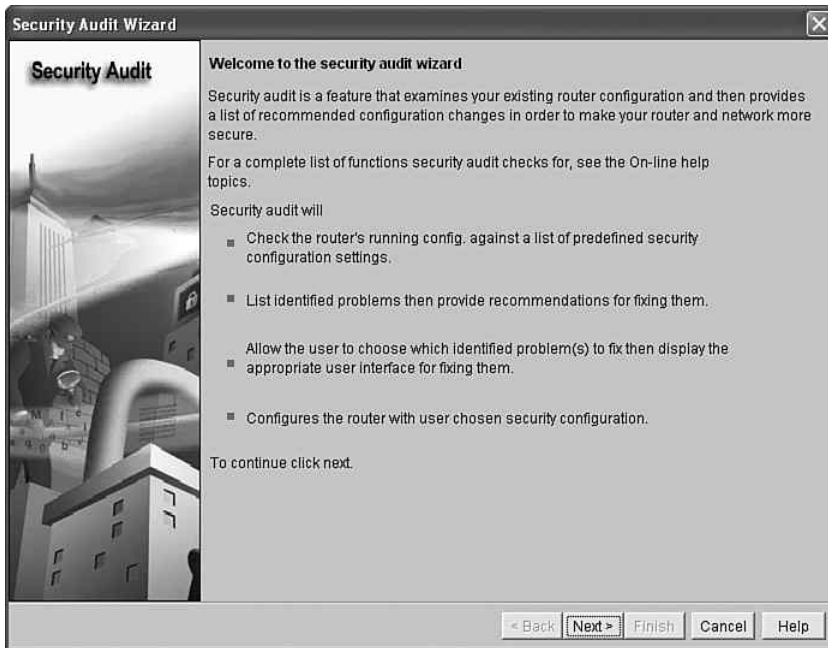 Security Audit Wizard
Security Audit
Welcome to the security audit wizard
Security audit is a feature that examines your existing router configuration and then provides
a list of recommended configuration changes in order to make your router and network more
secure.
For a complete list of functions security audit checks for, see the On-line help
topics.
Security audit will
Check the router's running config. against a list of predefined security
configuration settings.
List identified problems then provide recommendations for fixing them.
Allow the user to choose which identified problem(s) to fix then display the
appropriate user interface for fixing them.
Configures the router with user chosen security configuration.
To continue click next.
< Back Next > Finish Cancel Help